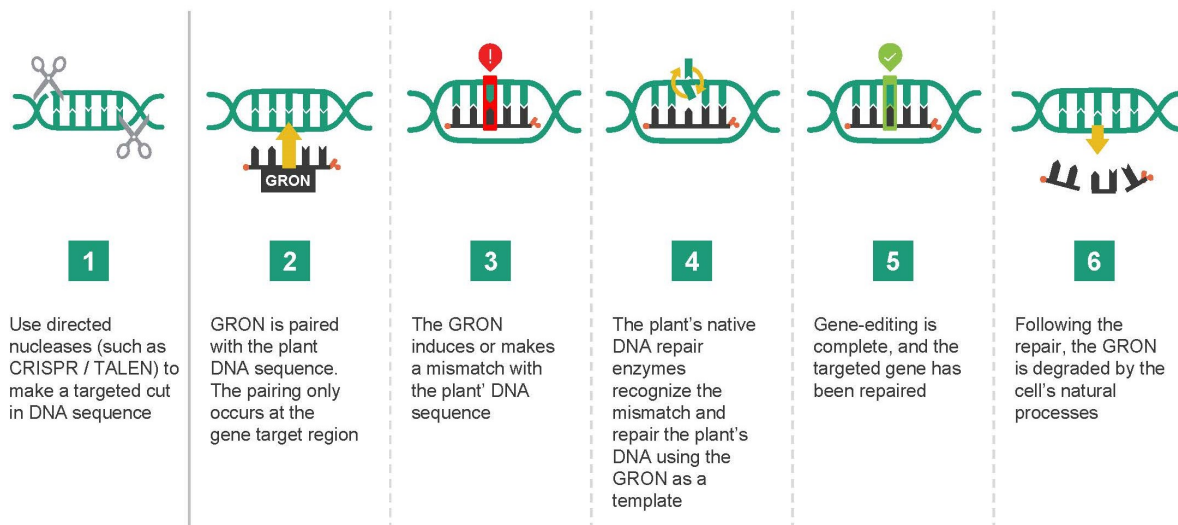 !
GRON
1
Use directed
nucleases (such as
CRISPR / TALEN) to
make a targeted cut
in DNA sequence
2
GRON is paired
with the plant
DNA sequence.
The pairing only
occurs at the
gene target region
3
The GRON
induces or makes
a mismatch with
the plant’ DNA
sequence
4
The plant’s native
DNA repair
enzymes
recognize the
mismatch and
repair the plant’s
DNA using the
GRON as a
template
5
Gene-editing is
complete, and the
targeted gene has
been repaired
6
Following the
repair, the GRON
is degraded by the
cell’s natural
processes